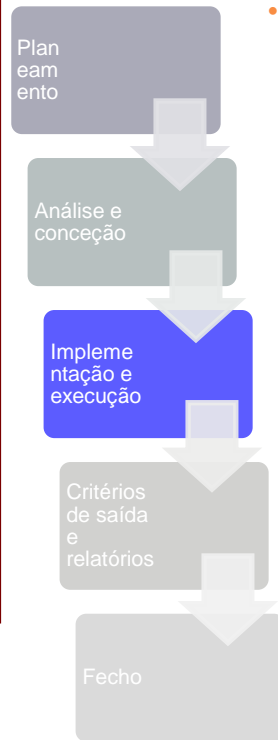 Plan
eam
ento
Análise e
conceção
Impleme
ntação e
execução
Critérios
de saída
e
relatórios
Fecho